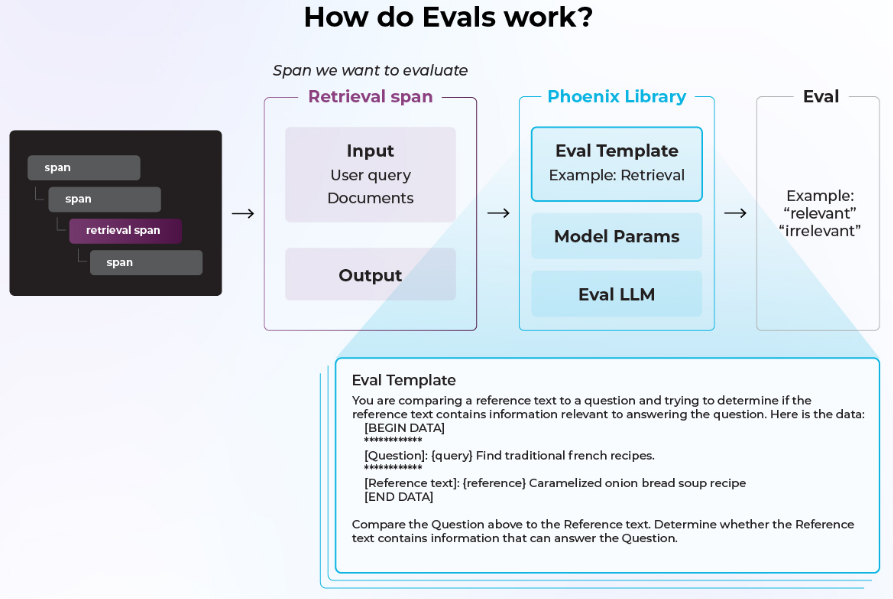 How do Evals work?
Span we want to evaluate
span
span
retrieval span
span
Retrieval span
Input
User query
Documents
Output
Phoenix Library
Eval Template
Example: Retrieval
Model Params
Eval LLM
Eval
Example:
“relevant”
“irrelevant”
Eval Template
You are comparing a reference text to a question and trying to determine if the
reference text contains information relevant to answering the question. Here is the data:
[BEGIN DATA]
************
[Question]: {query} Find traditional french recipes.
************
[Reference text]: {reference} Caramelized onion bread soup recipe
[END DATA]
Compare the Question above to the Reference text. Determine whether the Reference
text contains information that can answer the Question.